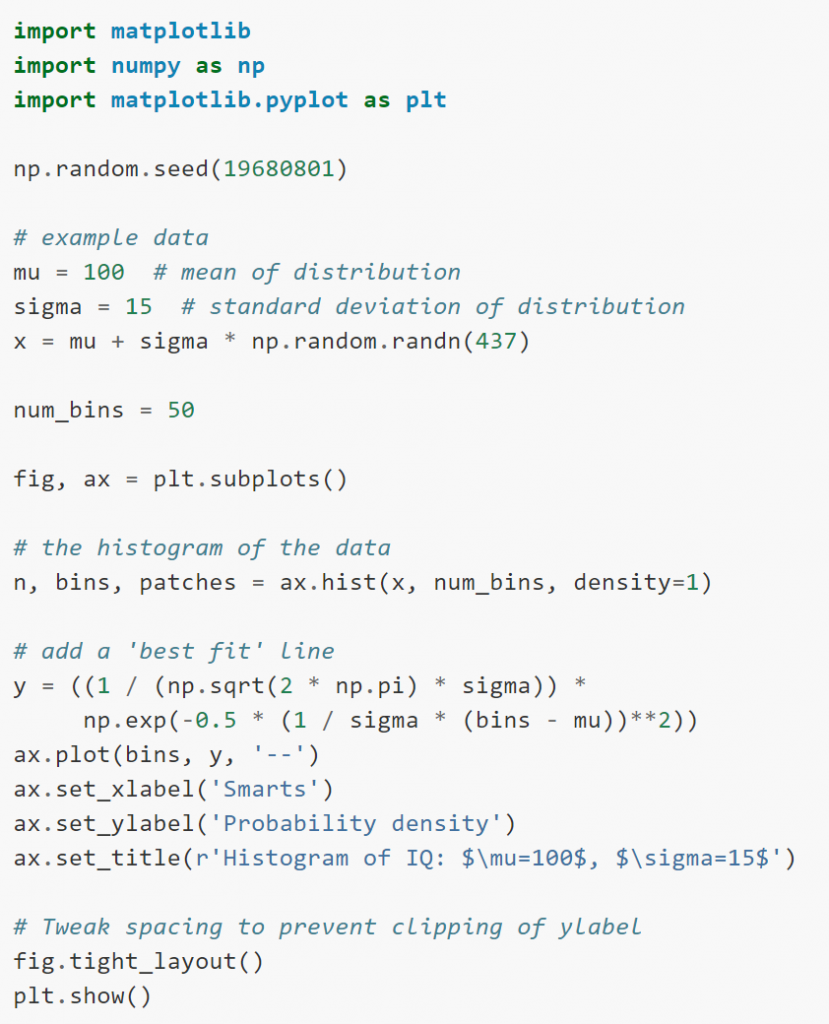 import matplotlib
import numpy as np
import matplotlib.pyplot as plt

np.random.seed(19680801)

# example data
mu = 100  # mean of distribution
sigma = 15  # standard deviation of distribution
x = mu + sigma * np.random.randn(437)

num_bins = 50

fig, ax = plt.subplots()

# the histogram of the data
n, bins, patches = ax.hist(x, num_bins, density=1)

# add a 'best fit' line
y = ((1 / (np.sqrt(2 * np.pi) * sigma)) *
     np.exp(-0.5 * (1 / sigma * (bins - mu))**2))
ax.plot(bins, y, '--')
ax.set_xlabel('Smarts')
ax.set_ylabel('Probability density')
ax.set_title(r'Histogram of IQ: $\mu=100$, $\sigma=15$')

# Tweak spacing to prevent clipping of ylabel
fig.tight_layout()
plt.show()